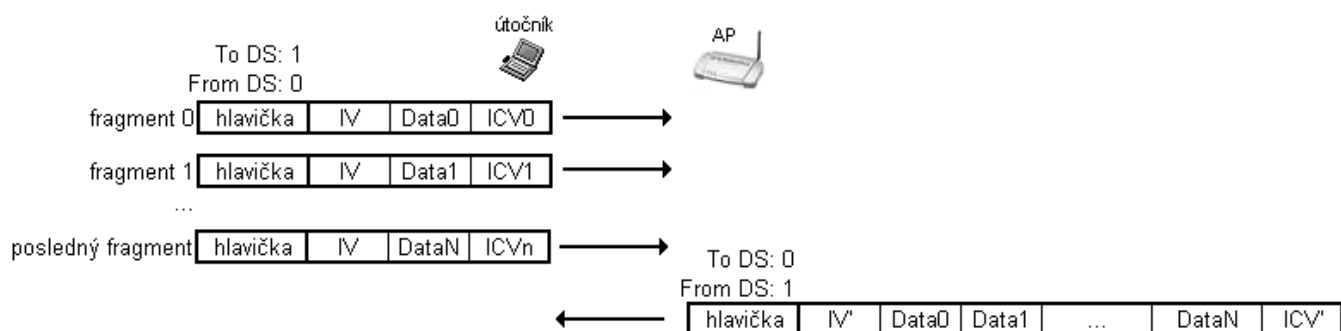 útočník
AP
To DS: 1
From DS: 0
fragment 0 hlavička IV Data0 ICV0
fragment 1 hlavička IV Data1 ICV1
...
posledný fragment hlavička IV DataN ICVn
To DS: 0
From DS: 1
hlavička IV' Data0 Data1 ... DataN ICV'